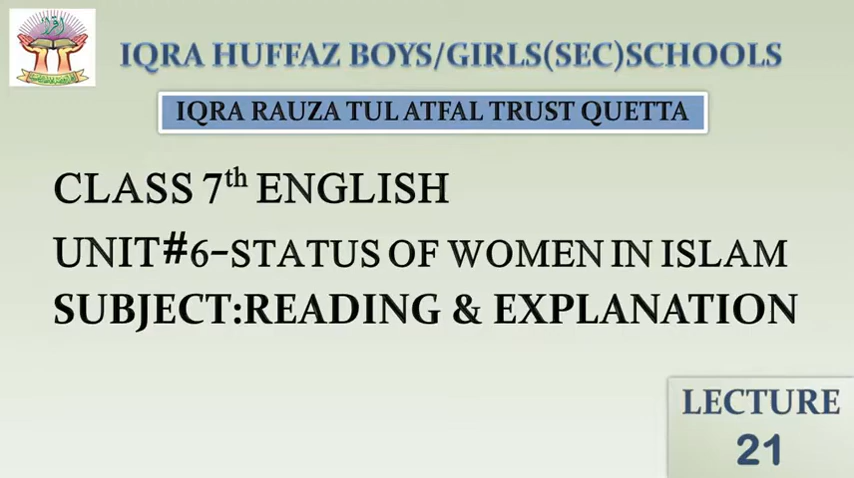 IQRA HUFFAZ BOYS/GIRLS(SEC)SCHOOLS
IQRA RAUZA TUL ATFAL TRUST QUETTA
CLASS 7th ENGLISH
UNIT#6-STATUS OF WOMEN IN ISLAM
SUBJECT:READING & EXPLANATION
LECTURE
21